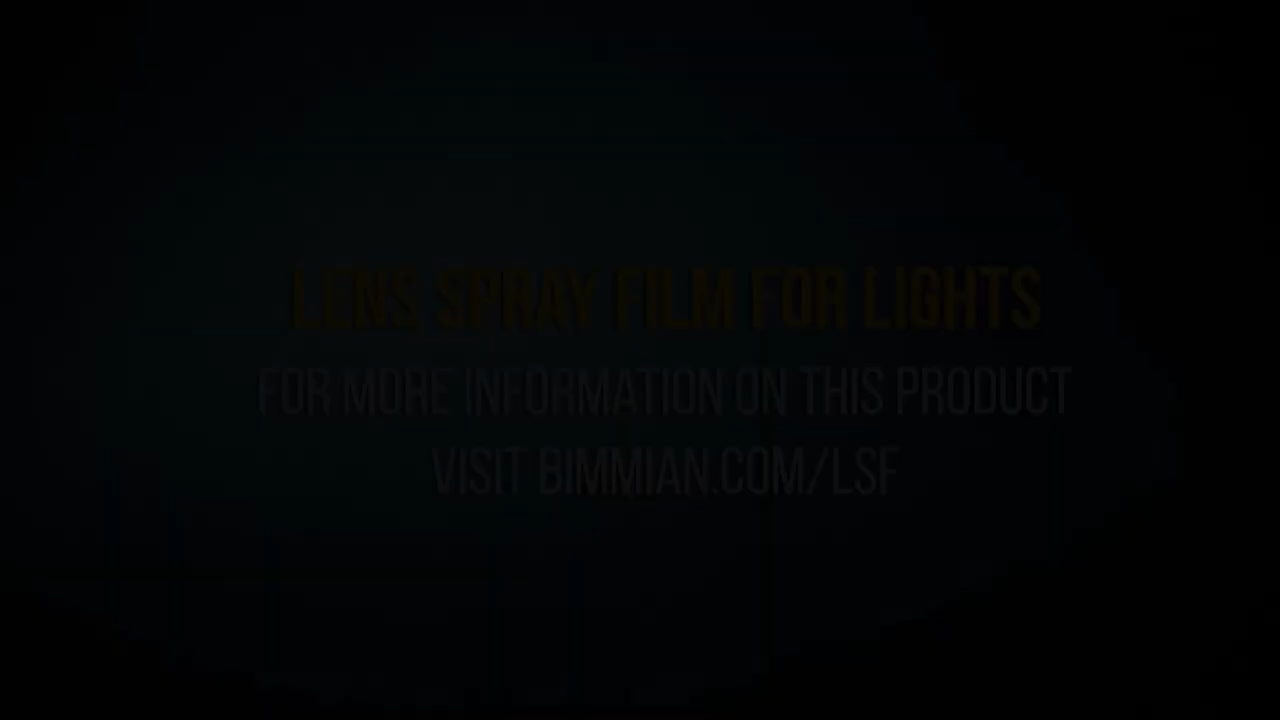 LENS SPRAY FILM FOR LIGHTS
FOR MORE INFORMATION ON THIS PRODUCT
VISIT BIMMIAN.COM/LSF